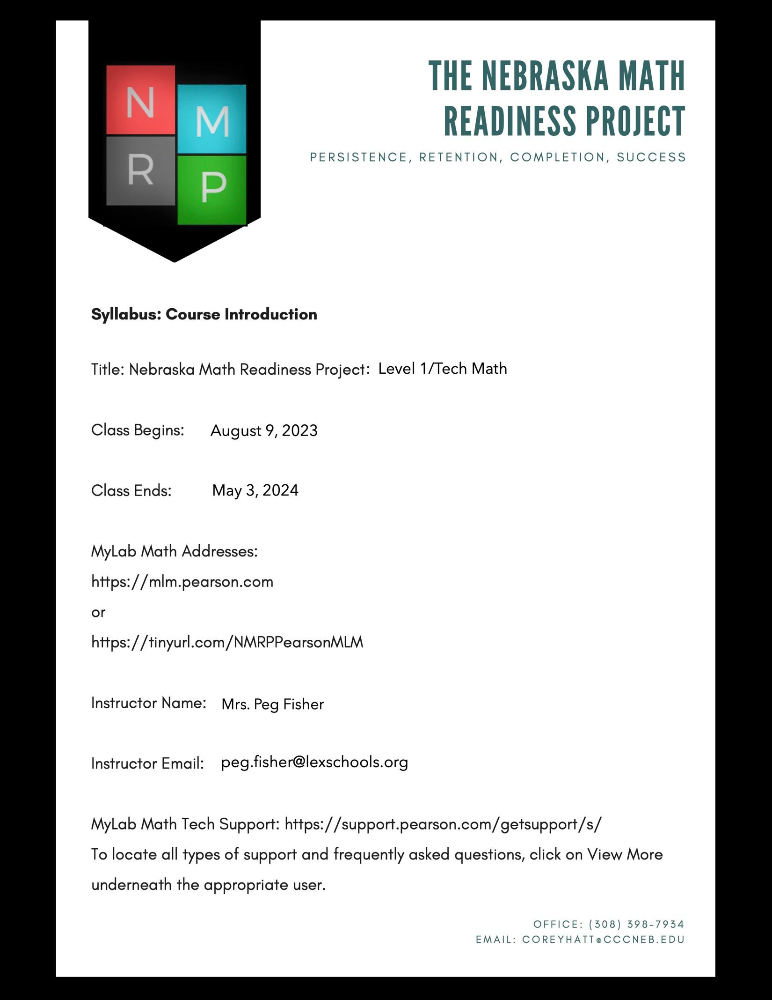 N
M
R
P
THE NEBRASKA MATH
READINESS PROJECT
PERSISTENCE, RETENTION, COMPLETION, SUCCESS
Syllabus: Course Introduction
Title: Nebraska Math Readiness Project: Level 1/Tech Math
Class Begins: August 9, 2023
Class Ends: May 3, 2024
MyLab Math Addresses:
https://mlm.pearson.com
or
https://tinyurl.com/NMRPPearsonMLM
Instructor Name: Mrs. Peg Fisher
Instructor Email: peg.fisher@lexschools.org
MyLab Math Tech Support: https://support.pearson.com/getsupport/s/
To locate all types of support and frequently asked questions, click on View More
underneath the appropriate user.
OFFICE: (308) 398-7934
EMAIL: COREYHATT@CCCNEB.EDU